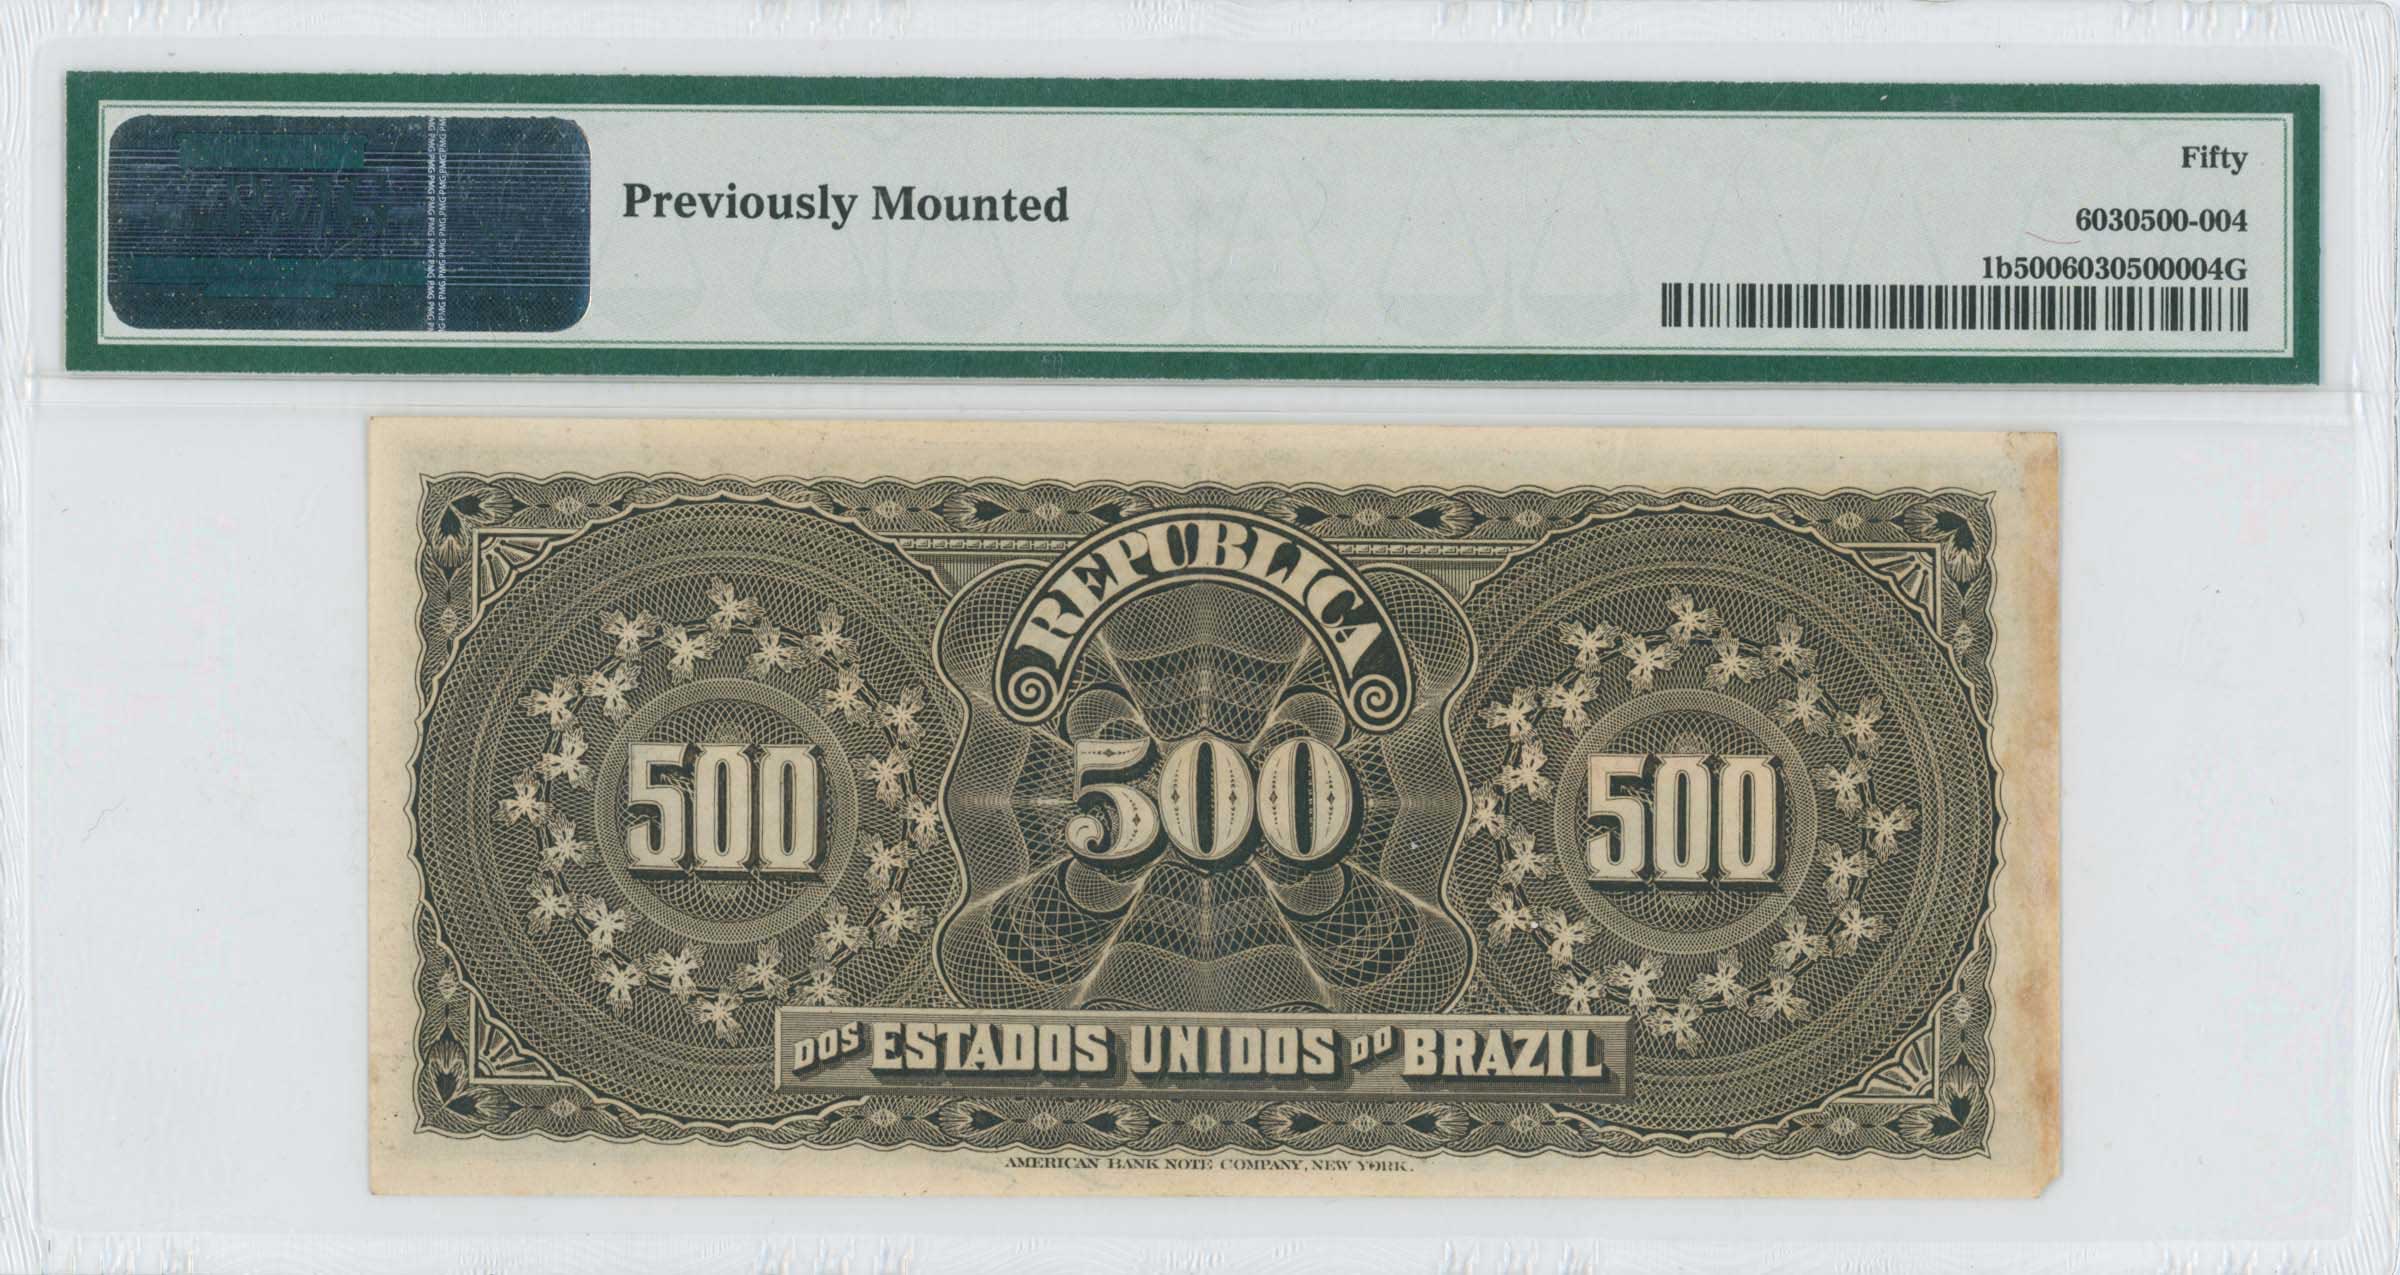 Previously Mounted
Fifty
6030500-004
1b5006030500004G
REPUBLICA
500
500
500
DOS ESTADOS UNIDOS DO BRAZIL
AMERICAN BANK NOTE COMPANY, NEW YORK.